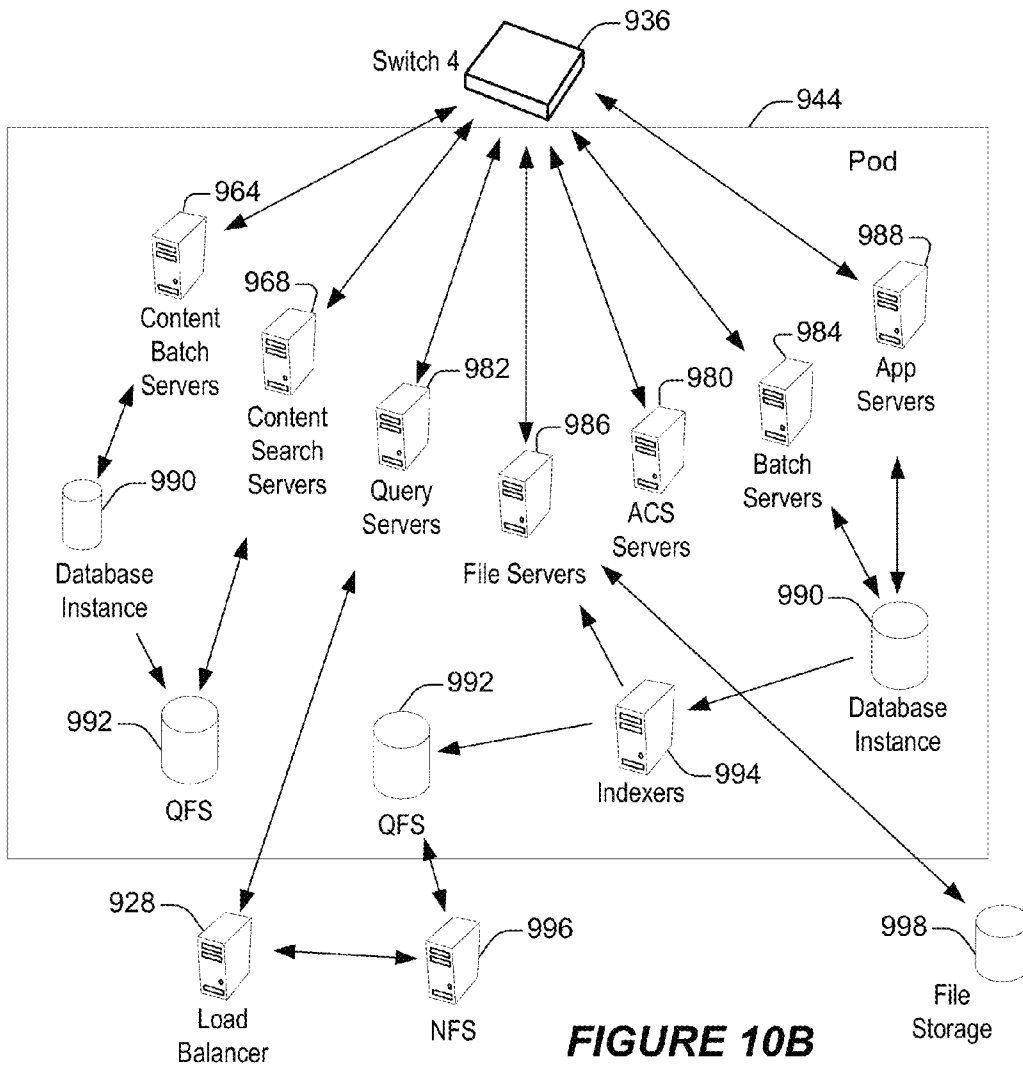 936
Switch 4
944
Pod
964
988
968
Content
Batch
Servers
984
982
980
App
Servers
986
Content
Search
Servers
990
Query
Servers
Batch
Servers
ACS
Servers
File Servers
Database
Instance
990
992
992
Database
Instance
994
Indexers
QFS
QFS
928
996
998
Load
Balancer
NFS
File
Storage
FIGURE 10B